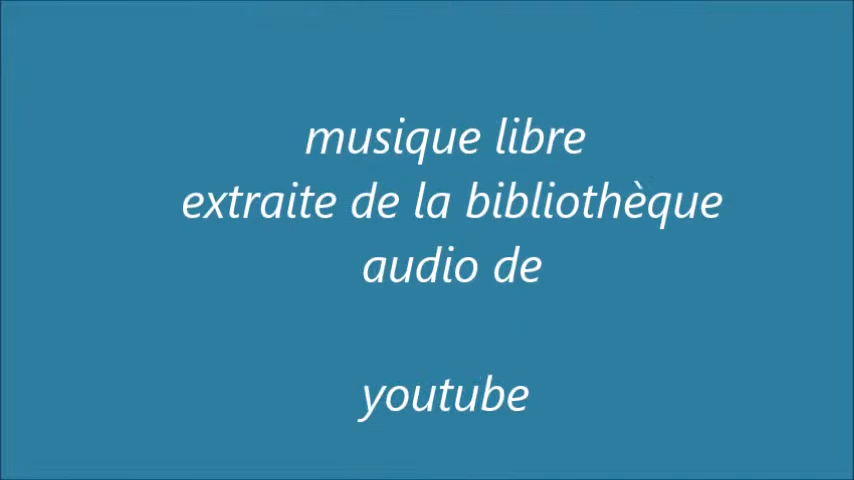 musique libre
extraite de la bibliothèque
audio de
youtube